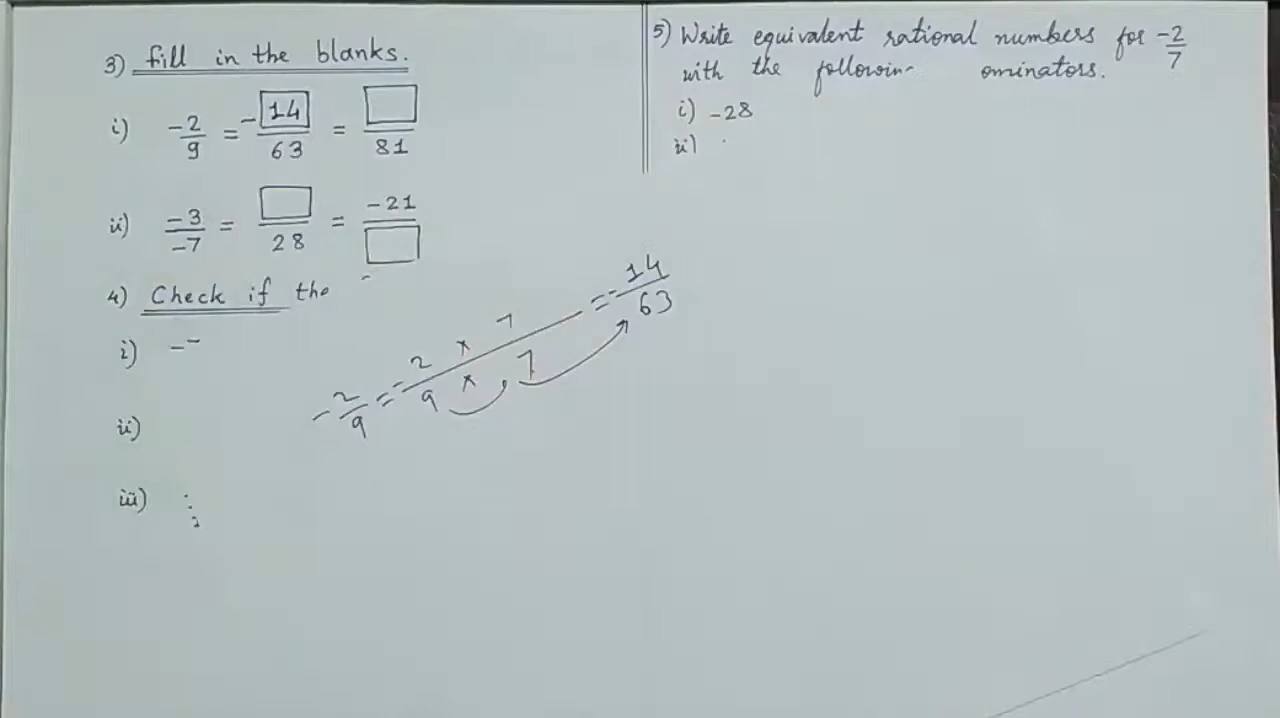 3) fill in the blanks.
i) -2/9 = -14/63 = □/81
ii) -3/-7 = □/28 = -21/□
4) Check if the
i)
ii)
iii)
-2/9 = -2 × 7/9 × 7 = -14/63
5) Write equivalent rational numbers for -2/7
with the ominators.
i) -28
ii)